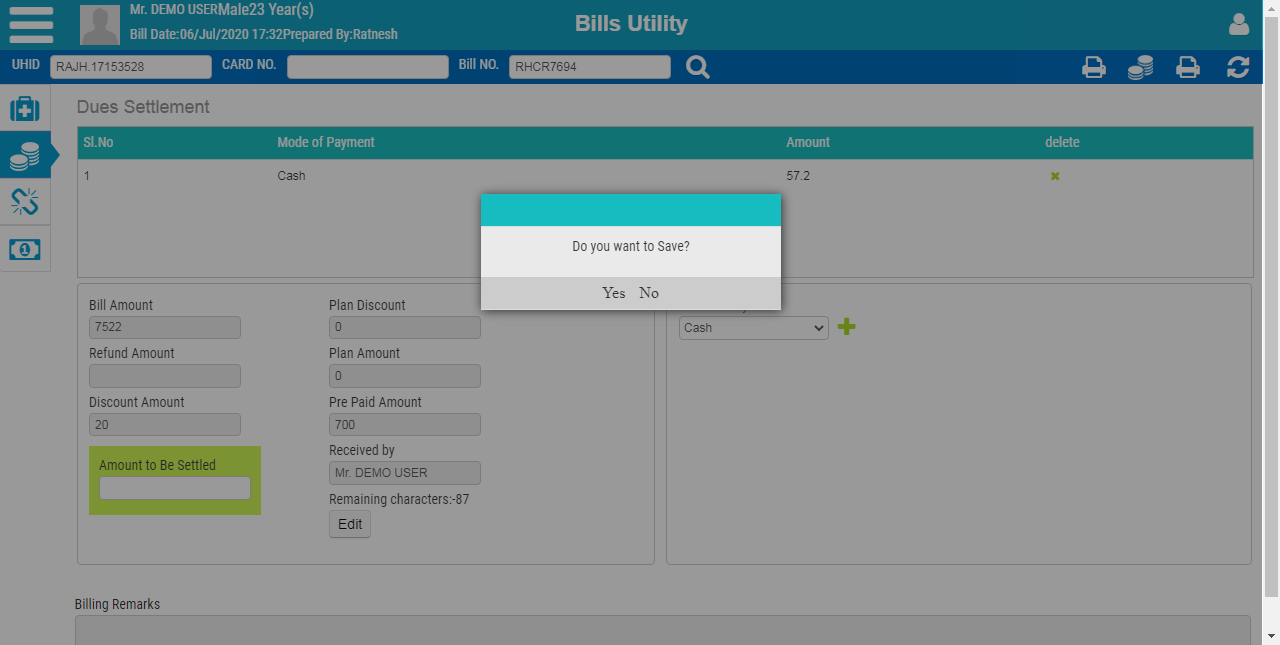 Mr. DEMO USERMale23 Year(s)
Bill Date:06/Jul/2020 17:32Prepared By:Ratnesh
Bills Utility
UHID RAJH.17153528 CARD NO. Bill NO. RHCR7694
Dues Settlement
Sl.No Mode of Payment Amount delete
1 Cash 57.2
Do you want to Save?
Yes No
Bill Amount Plan Discount
7522 0
Cash
Refund Amount Plan Amount
0
Discount Amount Pre Paid Amount
20 700
Received by
Amount to Be Settled
Mr. DEMO USER
Remaining characters:-87
Edit
Billing Remarks